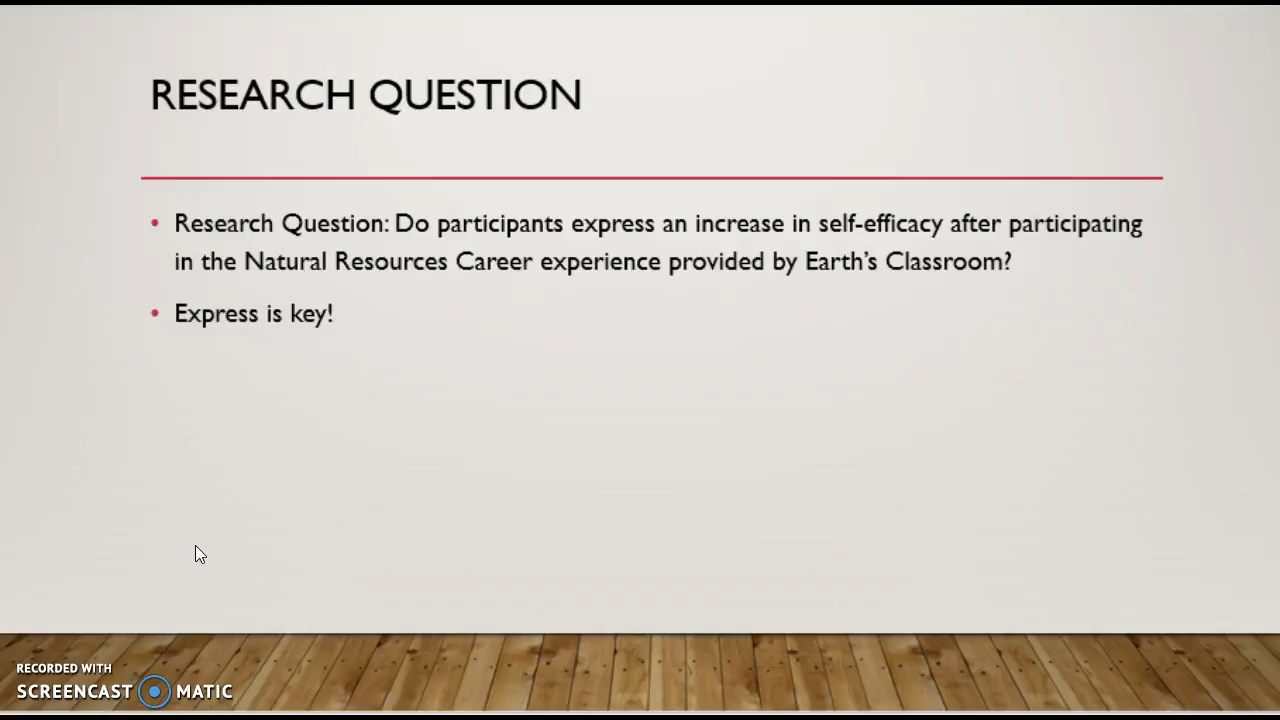 RESEARCH QUESTION
• Research Question: Do participants express an increase in self-efficacy after participating
in the Natural Resources Career experience provided by Earth's Classroom?
• Express is key!
RECORDED WITH
SCREENCAST MATIC